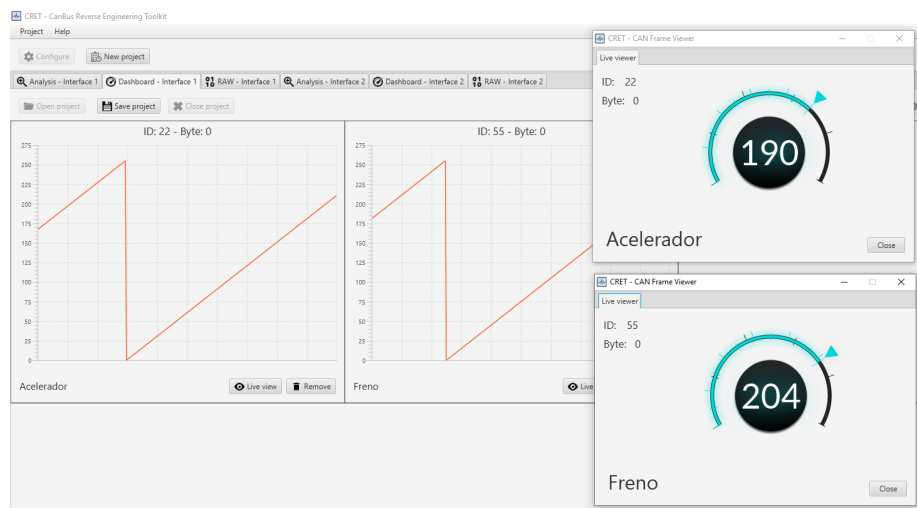 CRET - CanBus Reverse Engineering Toolkit
Project Help
Configure New project
Analysis - Interface 1 Dashboard - Interface 1 RAW - Interface 1 Analysis - Interface 2 Dashboard - Interface 2 RAW - Interface 2
Open project Save project Close project
ID: 22 - Byte: 0
275
250
225
200
175
150
125
100
75
50
25
0
Acelerador Live view Remove
ID: 55 - Byte: 0
275
250
225
200
175
150
125
100
75
50
25
0
Freno Live
CRET - CAN Frame Viewer
Live viewer
ID: 22
Byte: 0
190
Acelerador
Close
CRET - CAN Frame Viewer
Live viewer
ID: 55
Byte: 0
204
Freno
Close